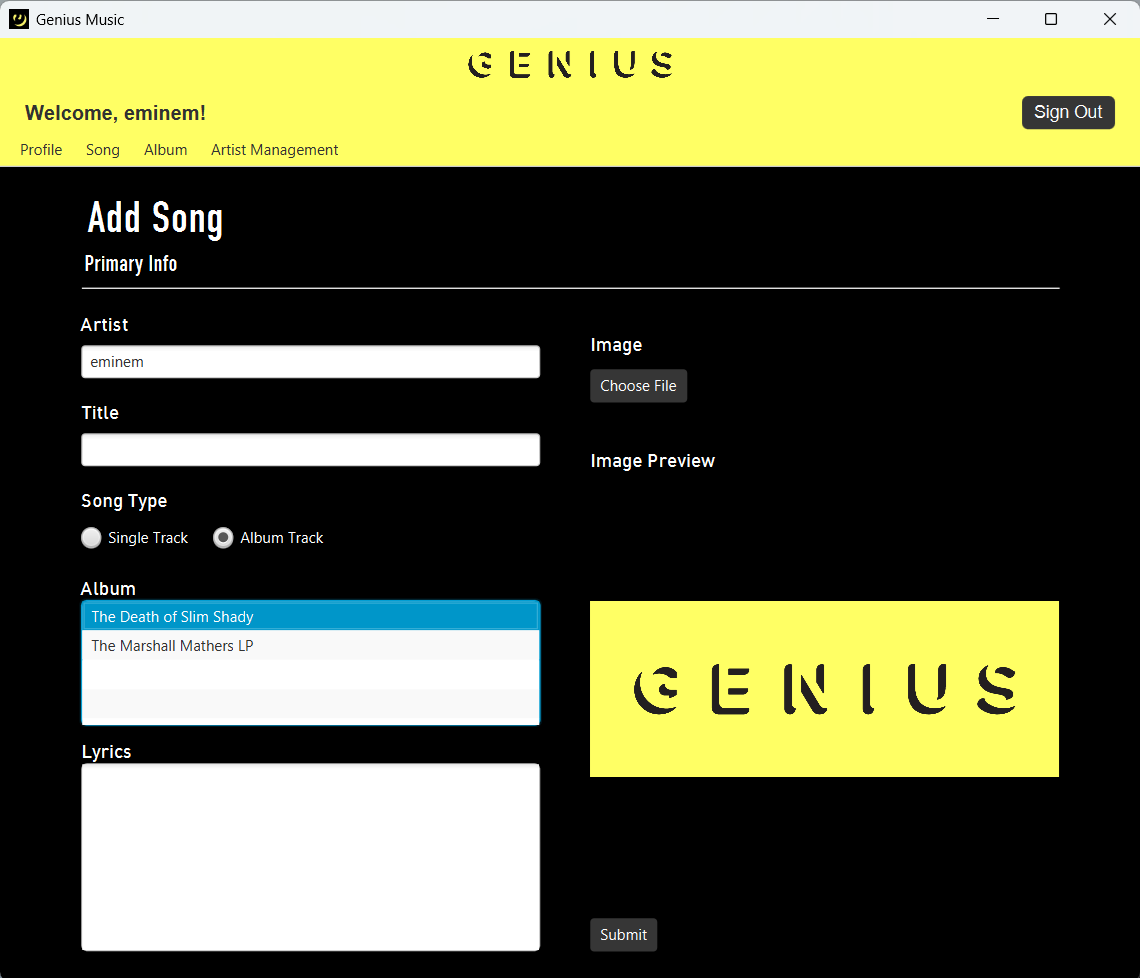 Genius Music
GENIUS
Welcome, eminem!
Sign Out
Profile Song Album Artist Management
Add Song
Primary Info
Artist
eminem
Title
Song Type
Single Track Album Track
Album
The Death of Slim Shady
The Marshall Mathers LP
Lyrics
Image
Choose File
Image Preview
GENIUS
Submit